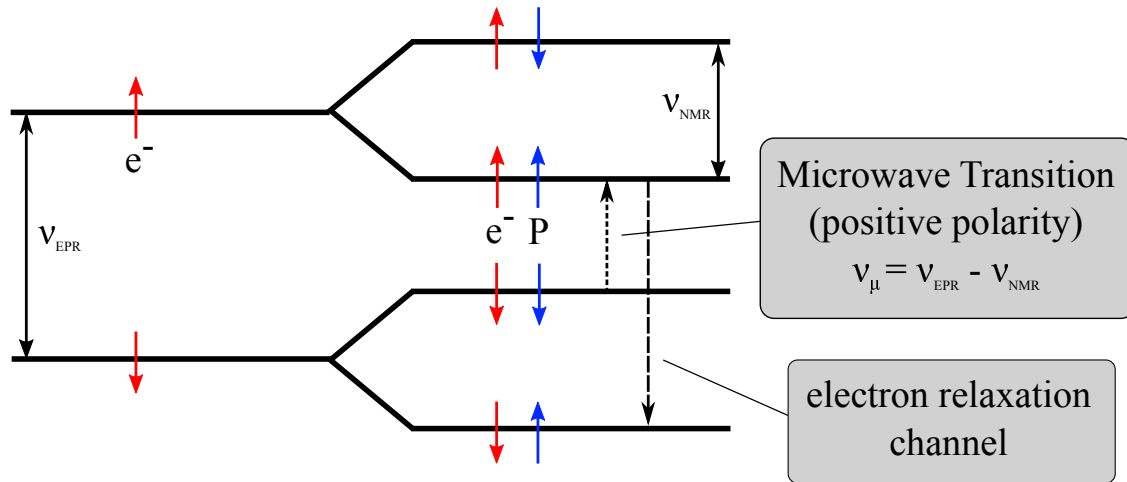 e⁻
ν_EPR
e⁻ P
ν_NMR
Microwave Transition
(positive polarity)
ν_μ = ν_EPR - ν_NMR
electron relaxation
channel